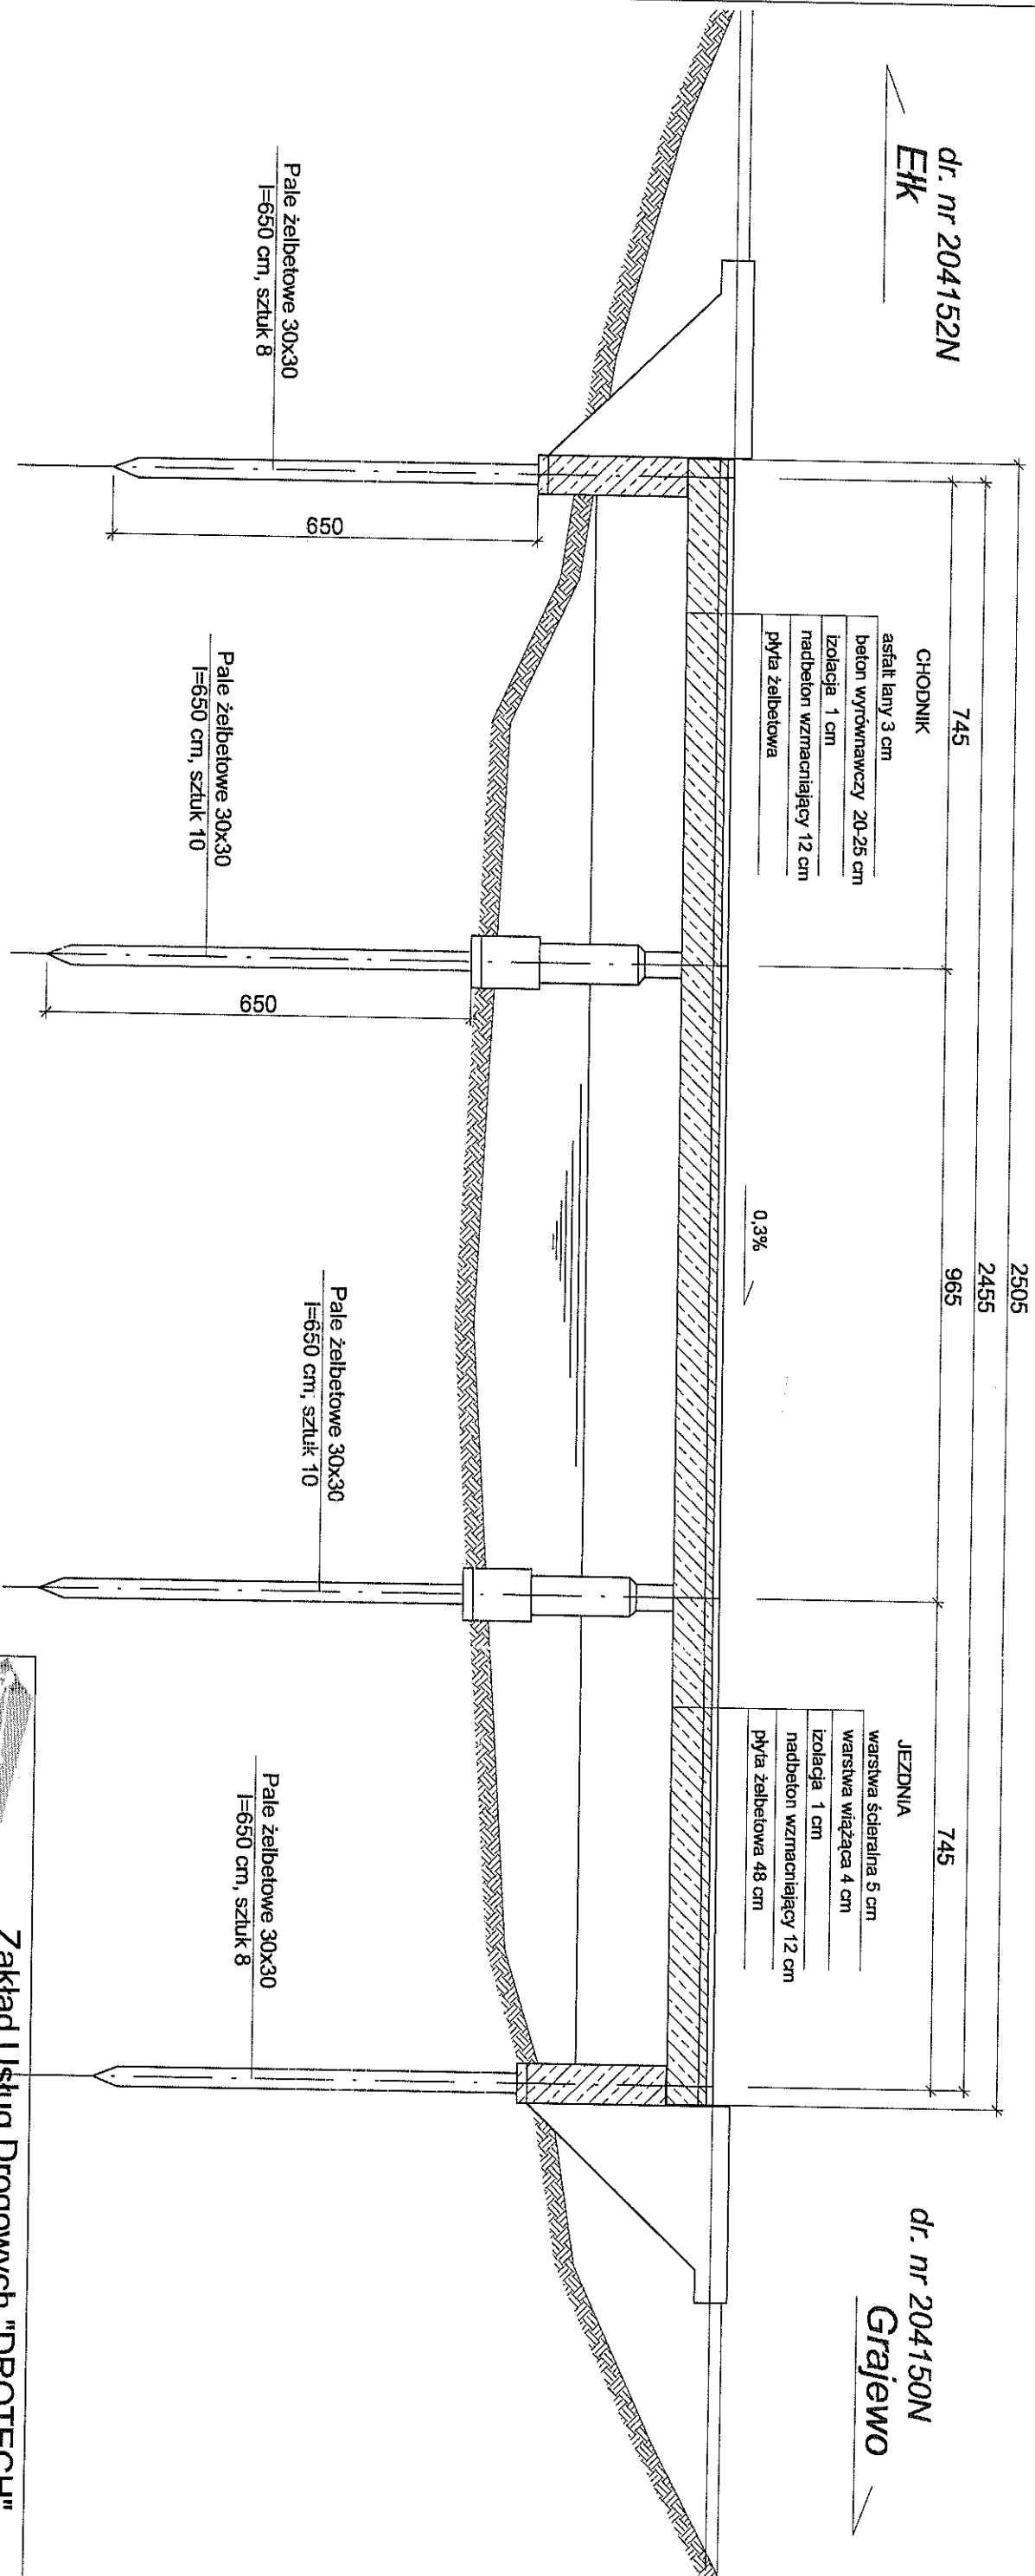 dr. nr 204152N
Ełk
dr. nr 204150N
Grajewo
2505
2455
745
965
745
CHODNIK
asfalt lany 3 cm
beton wyrównawczy 20-25 cm
izolacja 1 cm
nadbeton wzmacniający 12 cm
płyta żelbetowa
0,3%
JEZDNIA
warstwa ścieralna 5 cm
warstwa wiążąca 4 cm
izolacja 1 cm
nadbeton wzmacniający 12 cm
płyta żelbetowa 48 cm
650
650
Pale żelbetowe 30x30
l=650 cm, sztuk 8
Pale żelbetowe 30x30
l=650 cm, sztuk 10
Pale żelbetowe 30x30
l=650 cm, sztuk 10
Pale żelbetowe 30x30
l=650 cm, sztuk 8
Zakład Usług Drogowych "DROTECH"